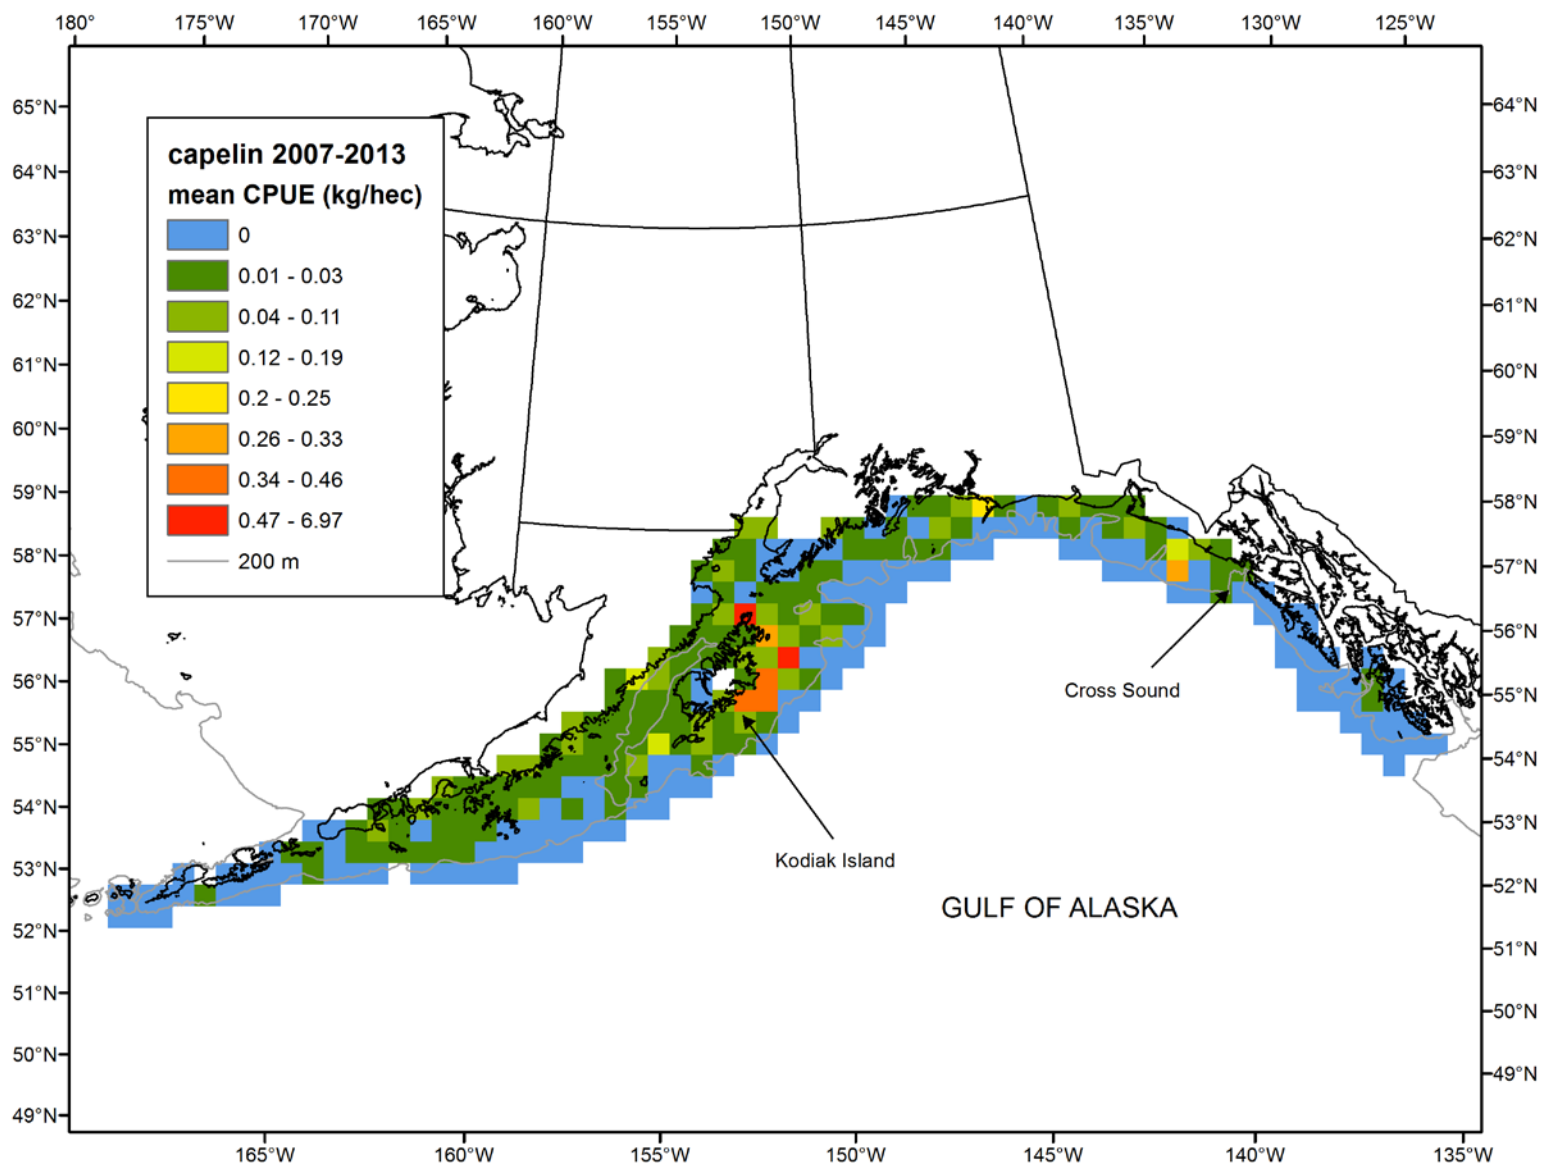 180° 175°W 170°W 165°W 160°W 155°W 150°W 145°W 140°W 135°W 130°W 125°W
65°N
64°N
63°N
62°N
61°N
60°N
59°N
58°N
57°N
56°N
55°N
54°N
53°N
52°N
51°N
50°N
49°N
capelin 2007-2013
mean CPUE (kg/hec)
0
0.01 - 0.03
0.04 - 0.11
0.12 - 0.19
0.2 - 0.25
0.26 - 0.33
0.34 - 0.46
0.47 - 6.97
200 m
Cross Sound
Kodiak Island
GULF OF ALASKA
64°N
63°N
62°N
61°N
60°N
59°N
58°N
57°N
56°N
55°N
54°N
53°N
52°N
51°N
50°N
49°N
165°W 160°W 155°W 150°W 145°W 140°W 135°W